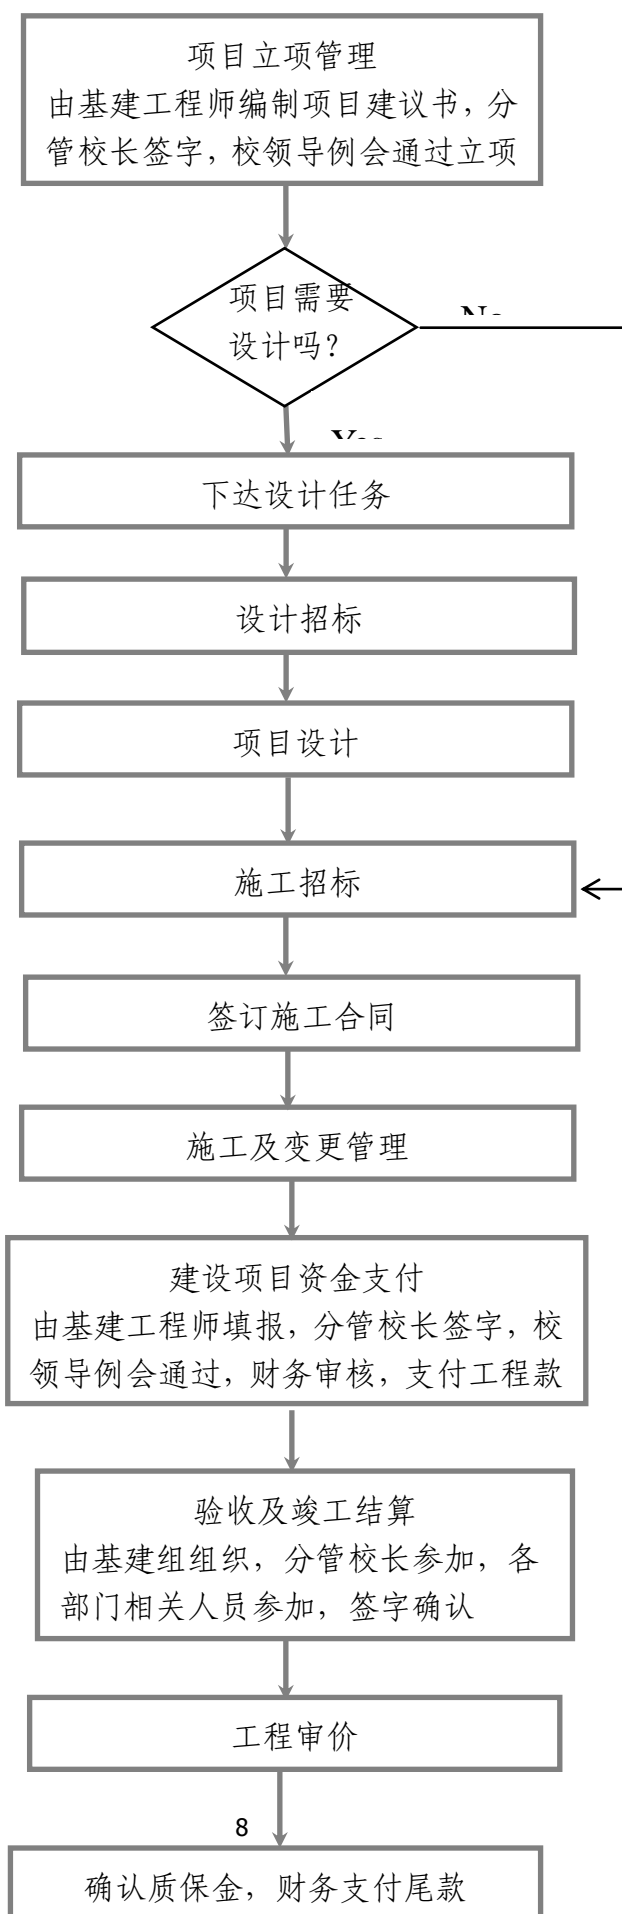 项目立项管理
由基建工程师编制项目建议书，分
管校长签字，校领导例会通过立项
项目需要
设计吗？
No
Yes
下达设计任务
设计招标
项目设计
施工招标
签订施工合同
施工及变更管理
建设项目资金支付
由基建工程师填报，分管校长签字，校
领导例会通过，财务审核，支付工程款
验收及竣工结算
由基建组组织，分管校长参加，各
部门相关人员参加，签字确认
工程审价
8
确认质保金，财务支付尾款